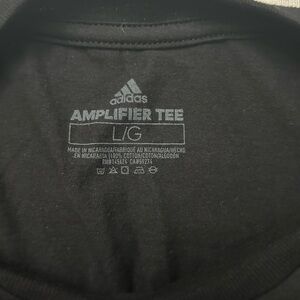 adidas
AMPLIFIER TEE
L/G
MADE IN NICARAGUA/FABRIQUÉ AU NICARAGUA/HECHO
EN NICARAGUA (100% COTTON/COTON/ALGODÓN